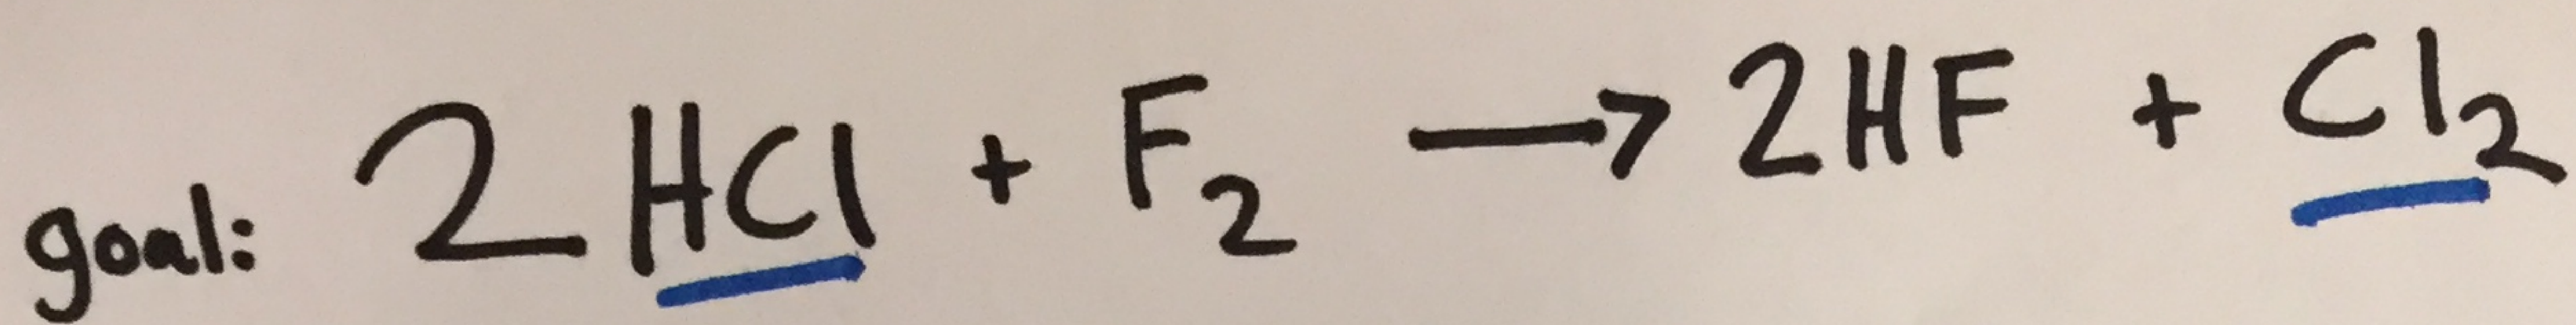 goal: 2 HCl + F₂ → 2HF + Cl₂